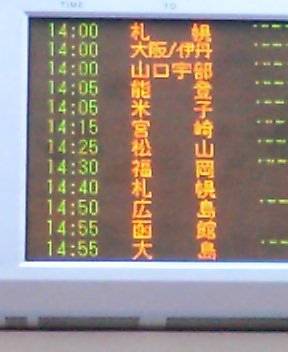 TIME TO
14:00 札幌
14:00 大阪/伊丹
14:00 山口宇部
14:05 能登
14:05 米子
14:15 宮崎
14:25 松山
14:30 福岡
14:40 札幌
14:50 広島
14:55 函館
14:55 大島